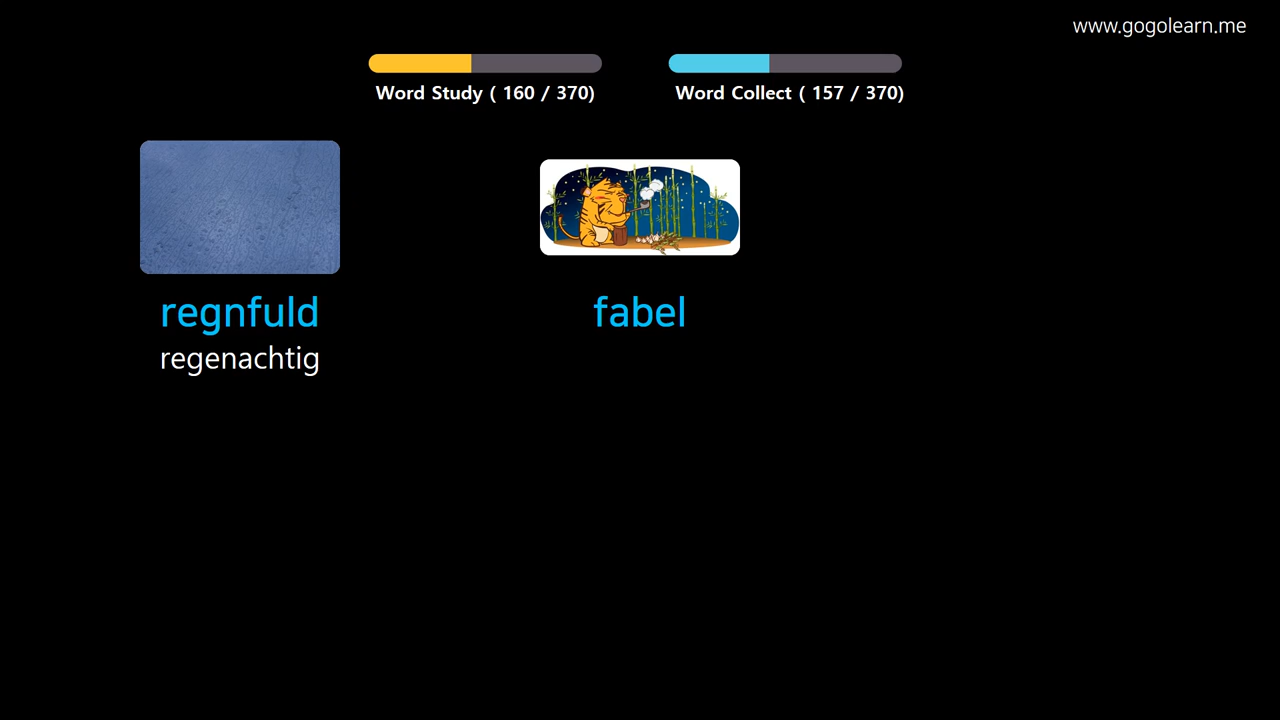 www.gogolearn.me
Word Study ( 160 / 370)
Word Collect ( 157 / 370)
regnfuld
fabel
regenachtig